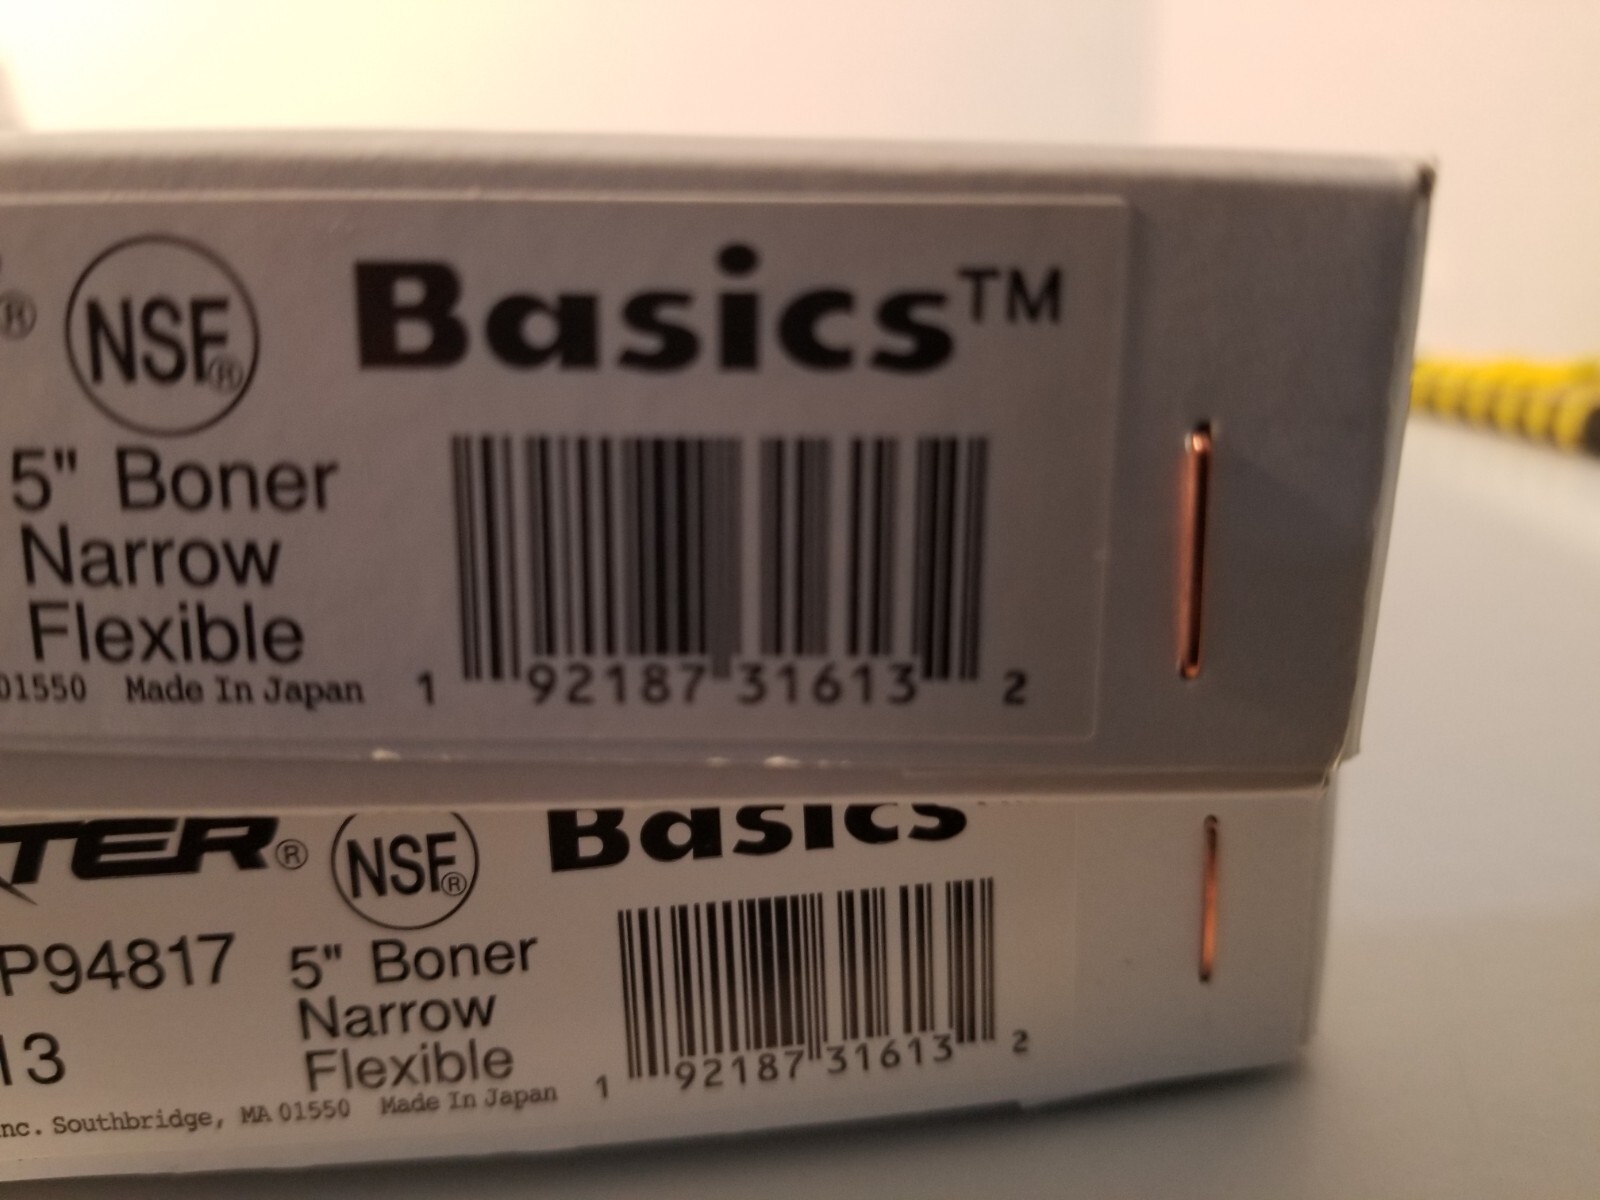 ® NSF® Basics™
5" Boner
Narrow
Flexible
01550 Made In Japan
1 92187 31613 2
TER® NSF® Basics
P94817 5" Boner
Narrow
13 Flexible
nc. Southbridge, MA 01550 Made In Japan
1 92187 31613 2